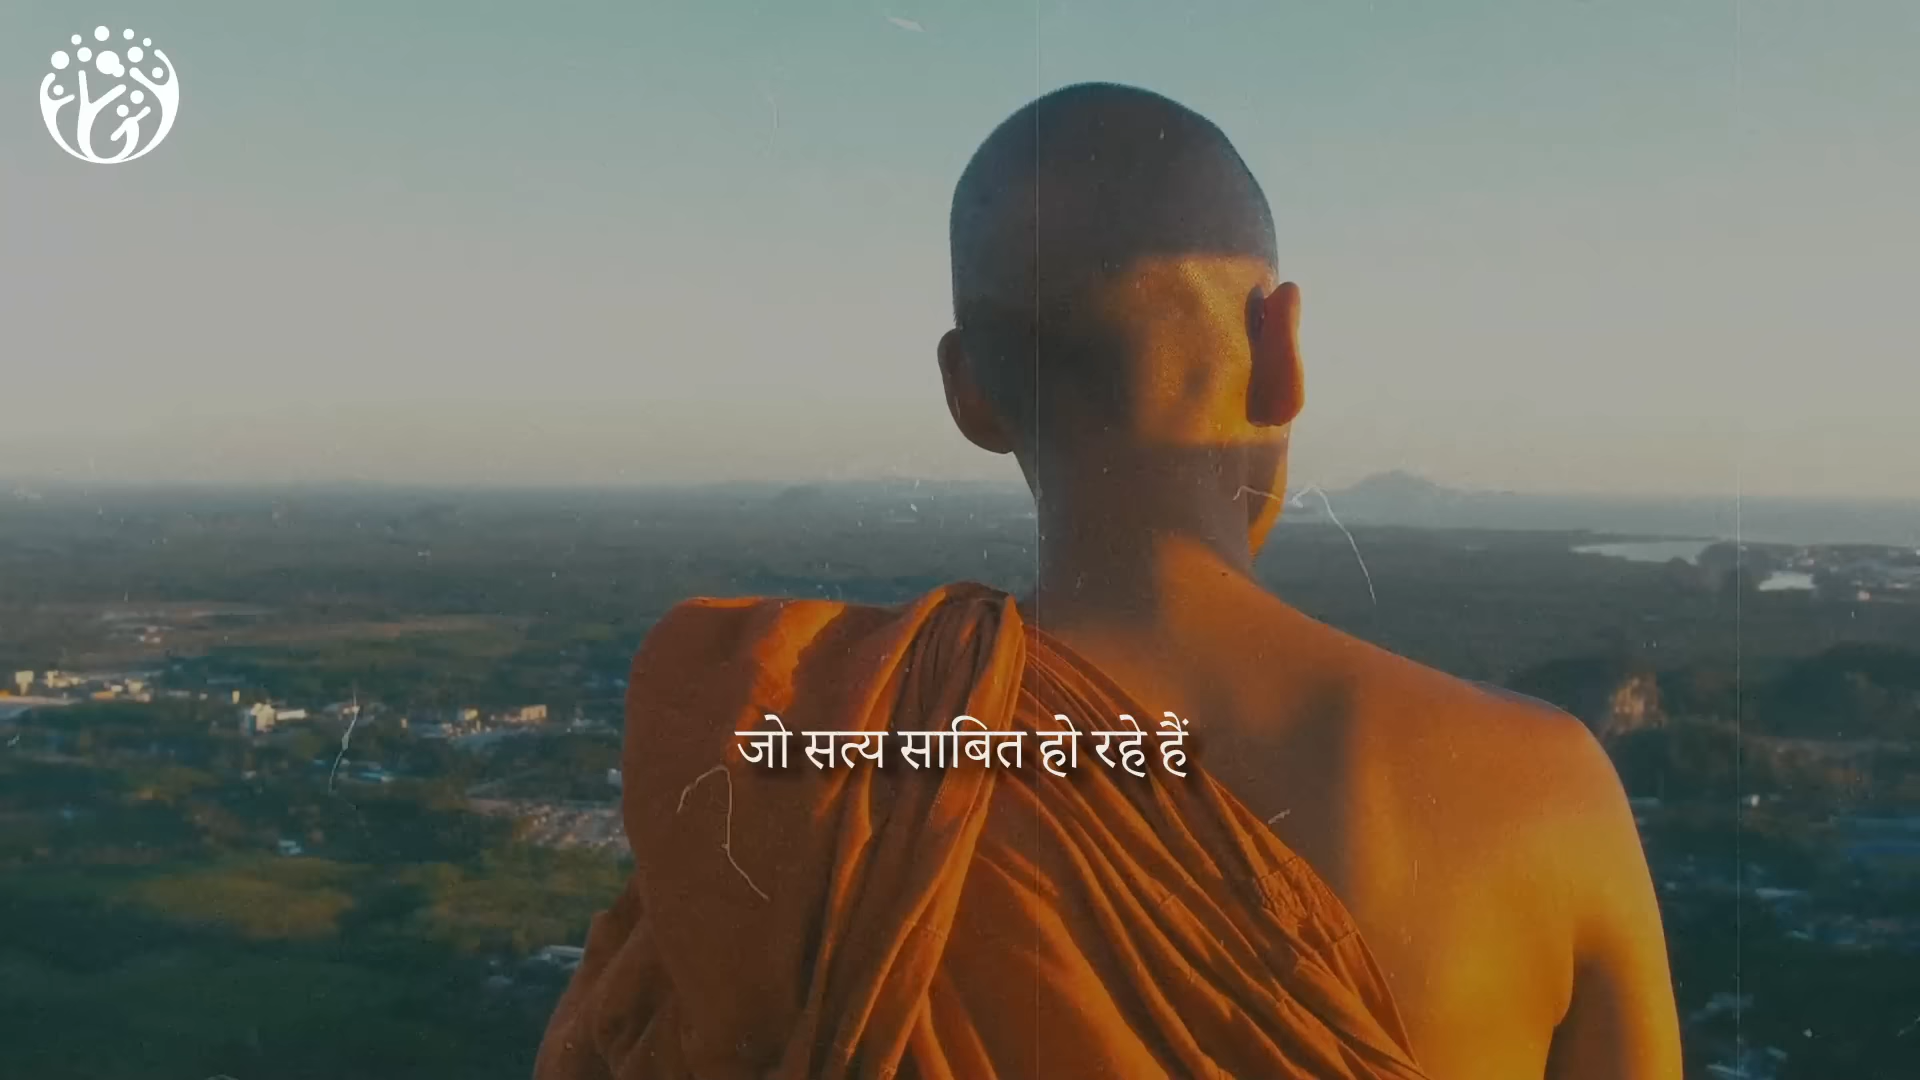 जो सत्य साबित हो रहे हैं